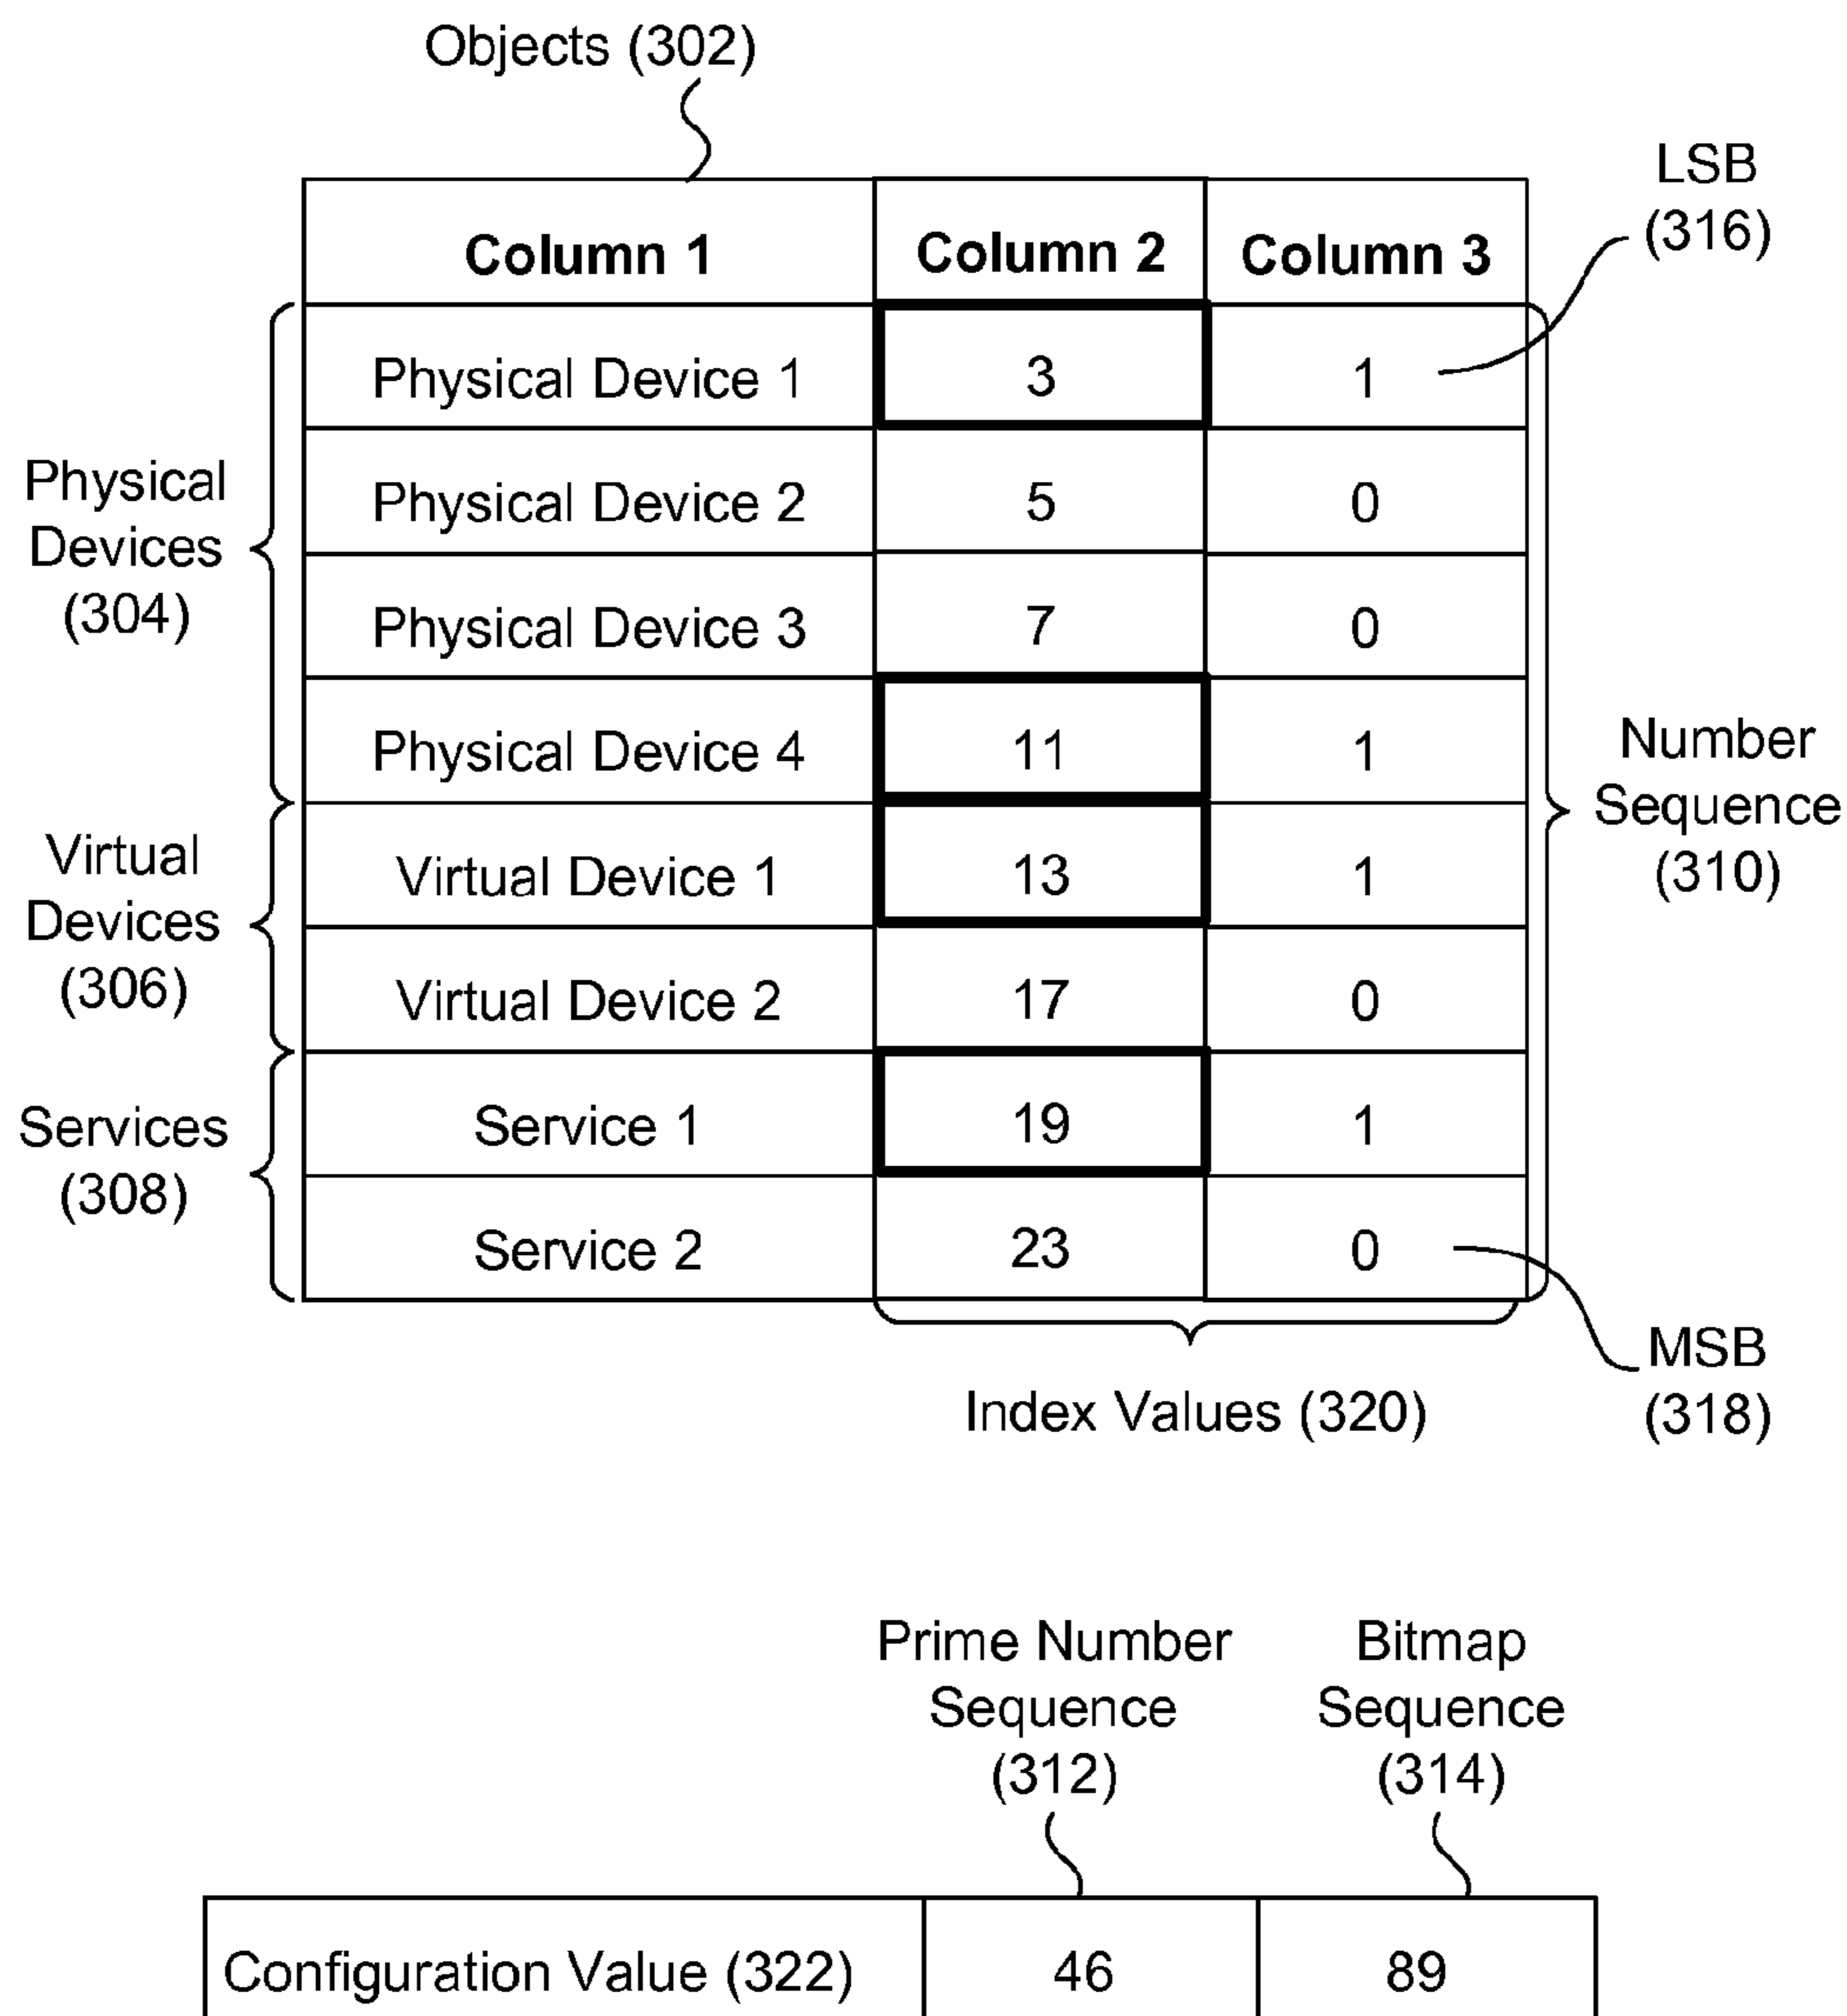 Objects (302)
LSB
(316)
Column 1 Column 2 Column 3
Physical Device 1 3 1
Physical Device 2 5 0
Physical Device 3 7 0
Physical Device 4 11 1
Virtual Device 1 13 1
Virtual Device 2 17 0
Service 1 19 1
Service 2 23 0
Physical
Devices
(304)
Virtual
Devices
(306)
Services
(308)
Number
Sequence
(310)
Index Values (320)
MSB
(318)
Prime Number
Sequence
(312)
Bitmap
Sequence
(314)
Configuration Value (322) 46 89